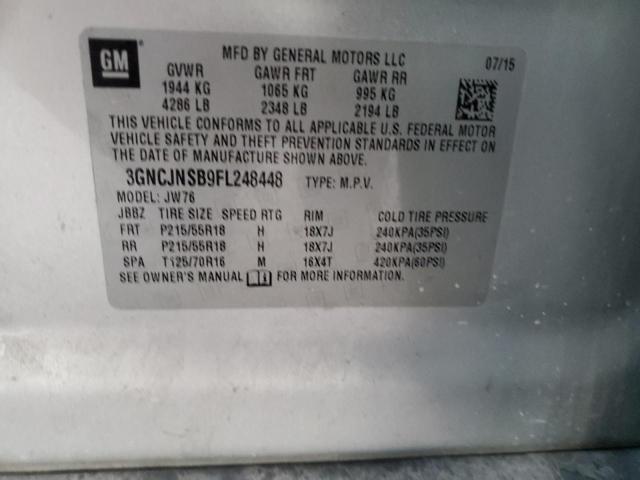 GM
MFD BY GENERAL MOTORS LLC 07/15
GVWR GAWR FRT GAWR RR
1944 KG 1065 KG 995 KG
4286 LB 2348 LB 2194 LB
THIS VEHICLE CONFORMS TO ALL APPLICABLE U.S. FEDERAL MOTOR
VEHICLE SAFETY AND THEFT PREVENTION STANDARDS IN EFFECT ON
THE DATE OF MANUFACTURE SHOWN ABOVE.
3GNCJNSB9FL248448 TYPE: M.P.V.
MODEL: JW76
JBBZ TIRE SIZE SPEED RTG RIM COLD TIRE PRESSURE
FRT P215/55R18 H 18X7J 240KPA(35PSI)
RR P215/55R18 H 18X7J 240KPA(35PSI)
SPA T125/70R16 M 16X4T 420KPA(60PSI)
SEE OWNER'S MANUAL FOR MORE INFORMATION.